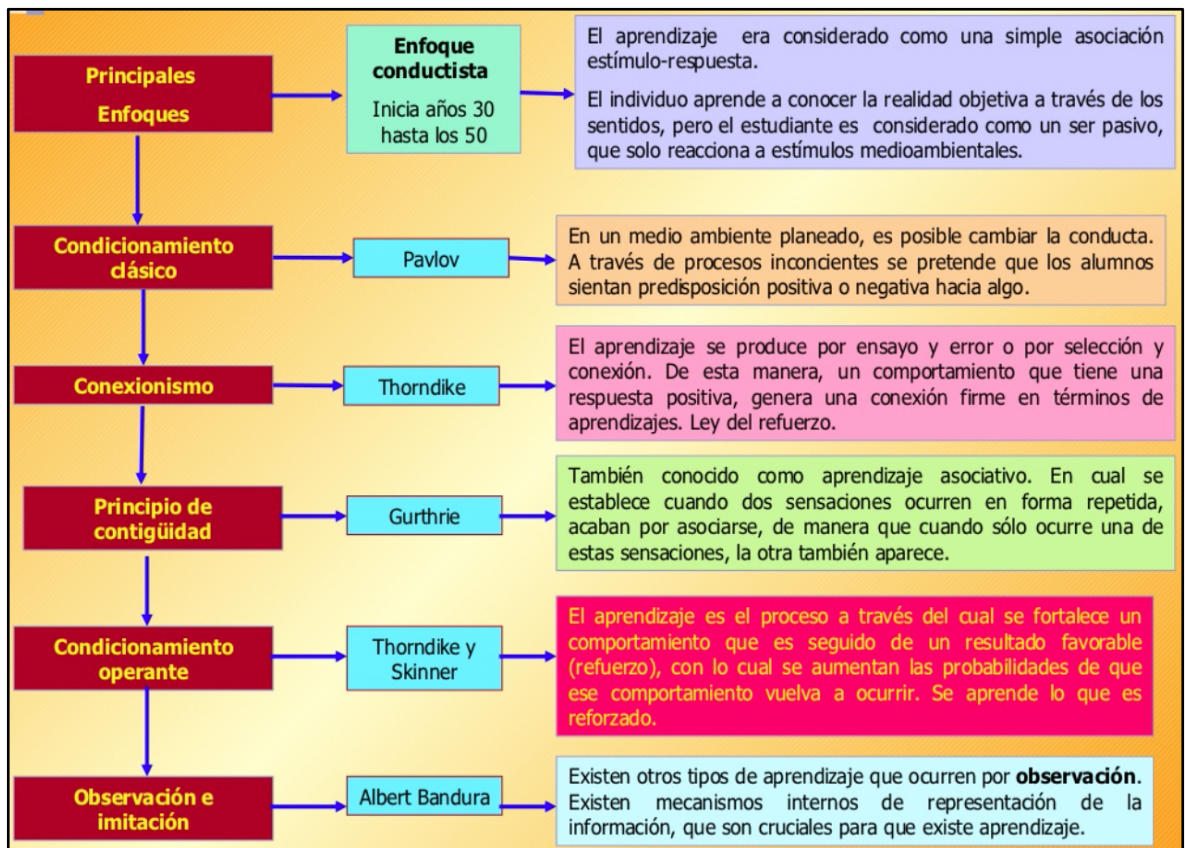 Principales
Enfoques
Enfoque
conductista
Inicia años 30
hasta los 50
El aprendizaje era considerado como una simple asociación
estímulo-respuesta.
El individuo aprende a conocer la realidad objetiva a través de los
sentidos, pero el estudiante es considerado como un ser pasivo,
que solo reacciona a estímulos medioambientales.
Condicionamiento
clásico
Pavlov
En un medio ambiente planeado, es posible cambiar la conducta.
A través de procesos inconcientes se pretende que los alumnos
sientan predisposición positiva o negativa hacia algo.
Conexionismo
Thorndike
El aprendizaje se produce por ensayo y error o por selección y
conexión. De esta manera, un comportamiento que tiene una
respuesta positiva, genera una conexión firme en términos de
aprendizajes. Ley del refuerzo.
Principio de
contigüidad
Gurthrie
También conocido como aprendizaje asociativo. En cual se
establece cuando dos sensaciones ocurren en forma repetida,
acaban por asociarse, de manera que cuando sólo ocurre una de
estas sensaciones, la otra también aparece.
Condicionamiento
operante
Thorndike y
Skinner
El aprendizaje es el proceso a través del cual se fortalece un
comportamiento que es seguido de un resultado favorable
(refuerzo), con lo cual se aumentan las probabilidades de que
ese comportamiento vuelva a ocurrir. Se aprende lo que es
reforzado.
Observación e
imitación
Albert Bandura
Existen otros tipos de aprendizaje que ocurren por observación.
Existen mecanismos internos de representación de la
información, que son cruciales para que existe aprendizaje.